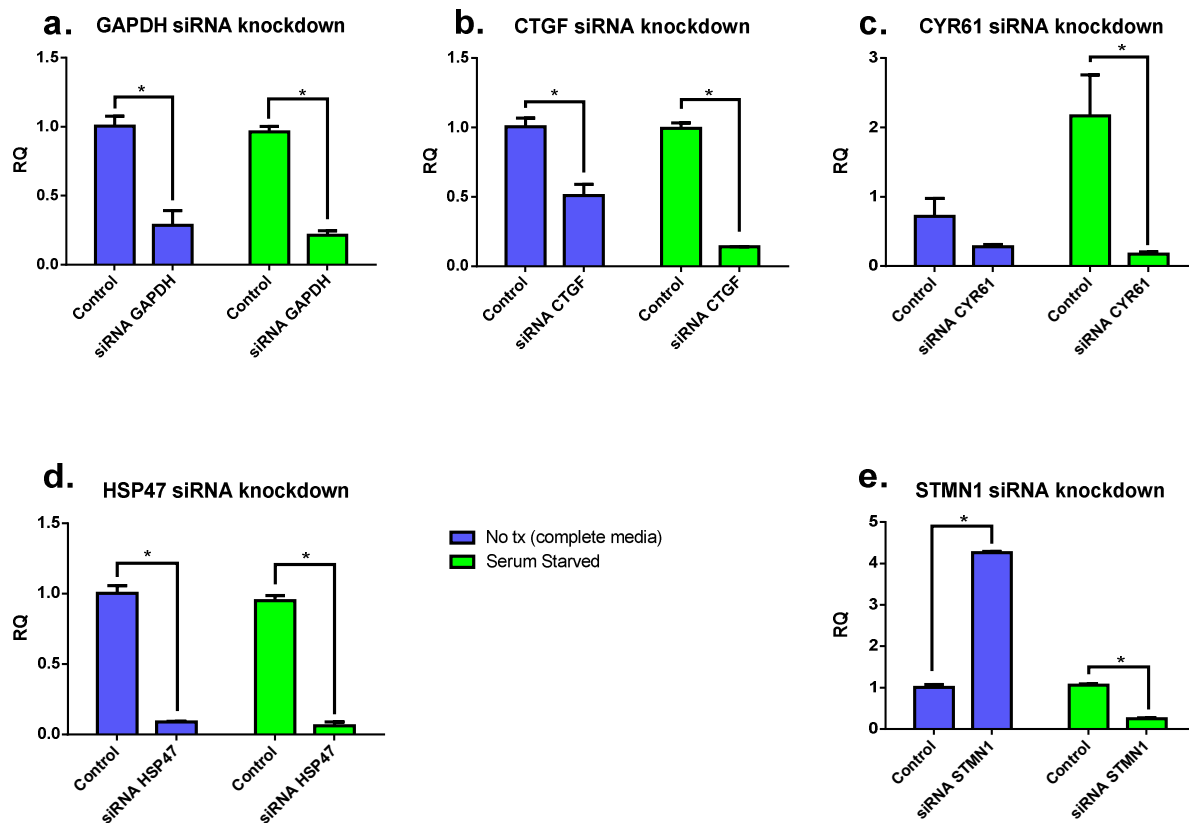 a. GAPDH siRNA knockdown
1.5
*
*
1.0
RQ
0.5
0.0
Control
siRNA GAPDH
Control
siRNA GAPDH
b. CTGF siRNA knockdown
1.5
*
*
1.0
RQ
0.5
0.0
Control
siRNA CTGF
Control
siRNA CTGF
c. CYR61 siRNA knockdown
3
*
2
RQ
1
0
Control
siRNA CYR61
Control
siRNA CYR61
d. HSP47 siRNA knockdown
1.5
*
*
1.0
RQ
0.5
0.0
Control
siRNA HSP47
Control
siRNA HSP47
No tx (complete media)
Serum Starved
e. STMN1 siRNA knockdown
5
*
4
3
RQ
2
*
1
0
Control
siRNA STMN1
Control
siRNA STMN1